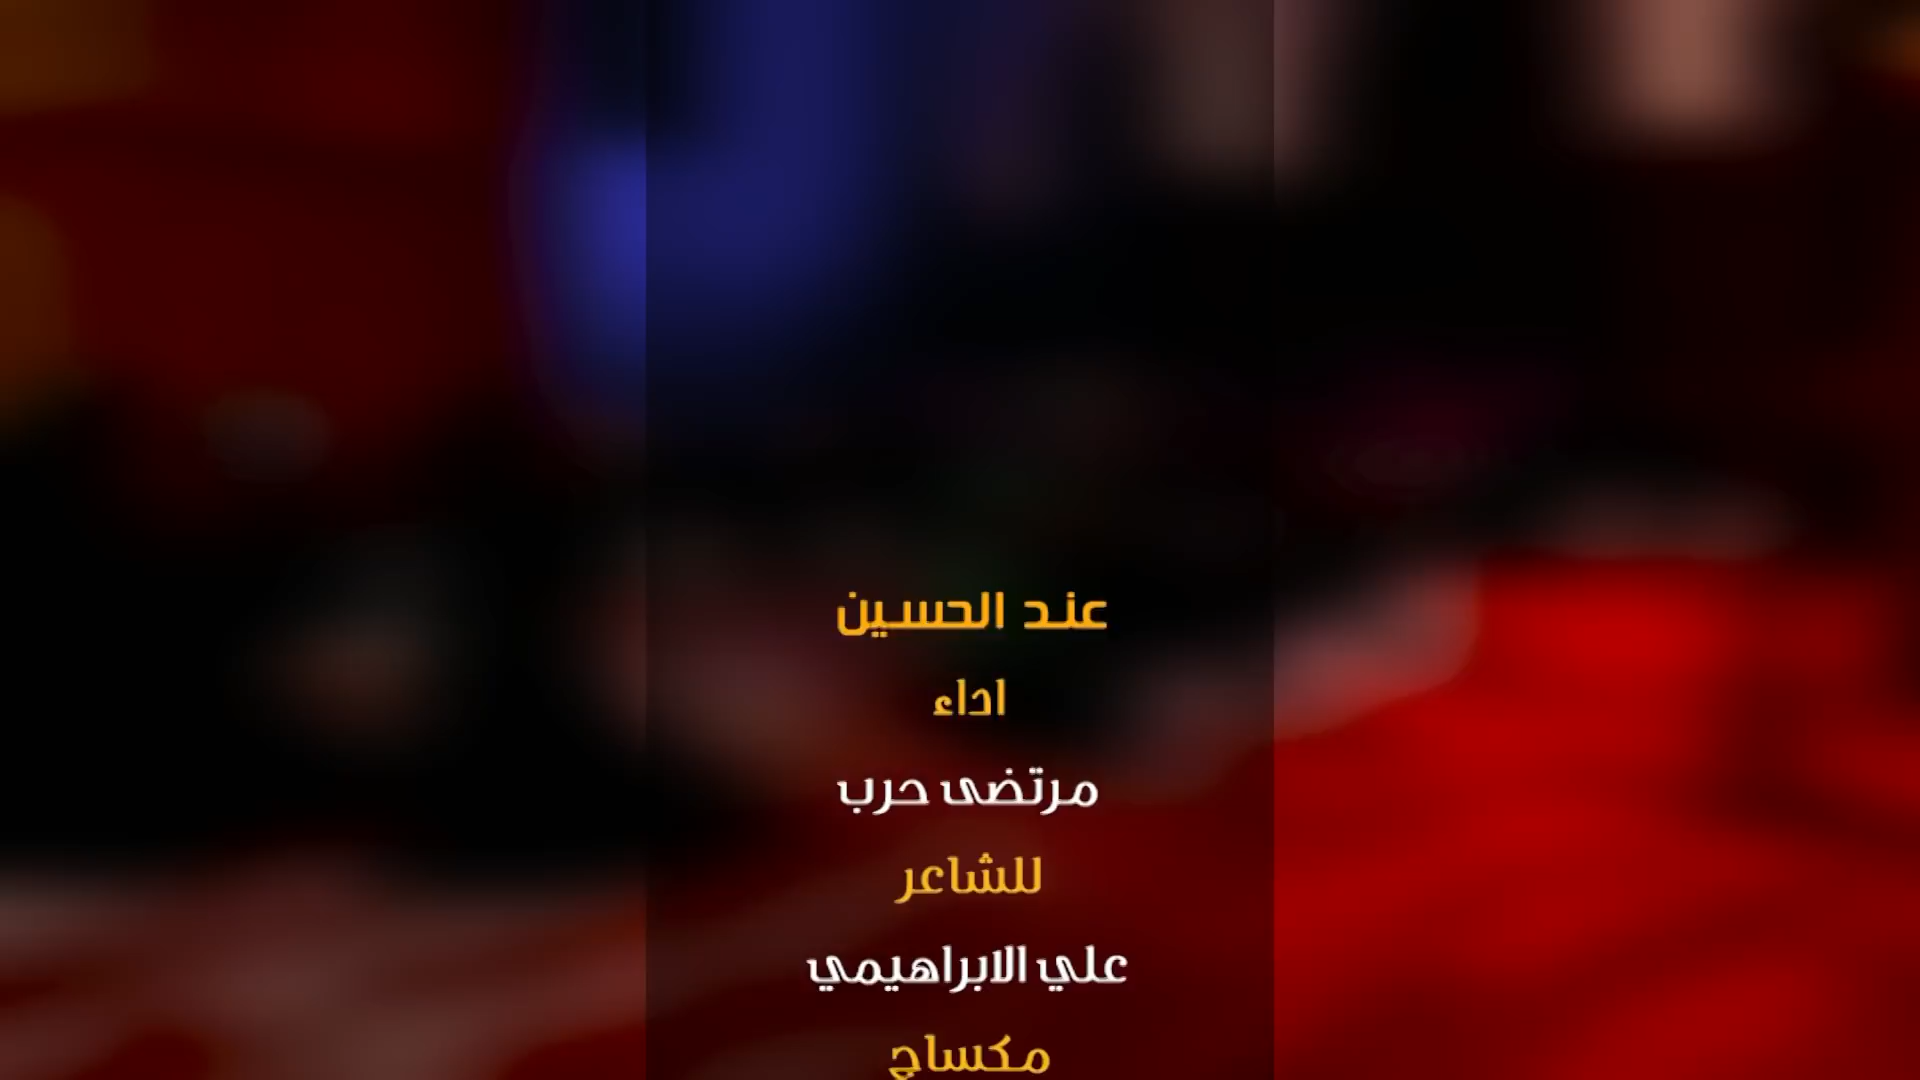 عند الحسين
اداء
مرتضى حرب
للشاعر
علي الابراهيمي
مكساج